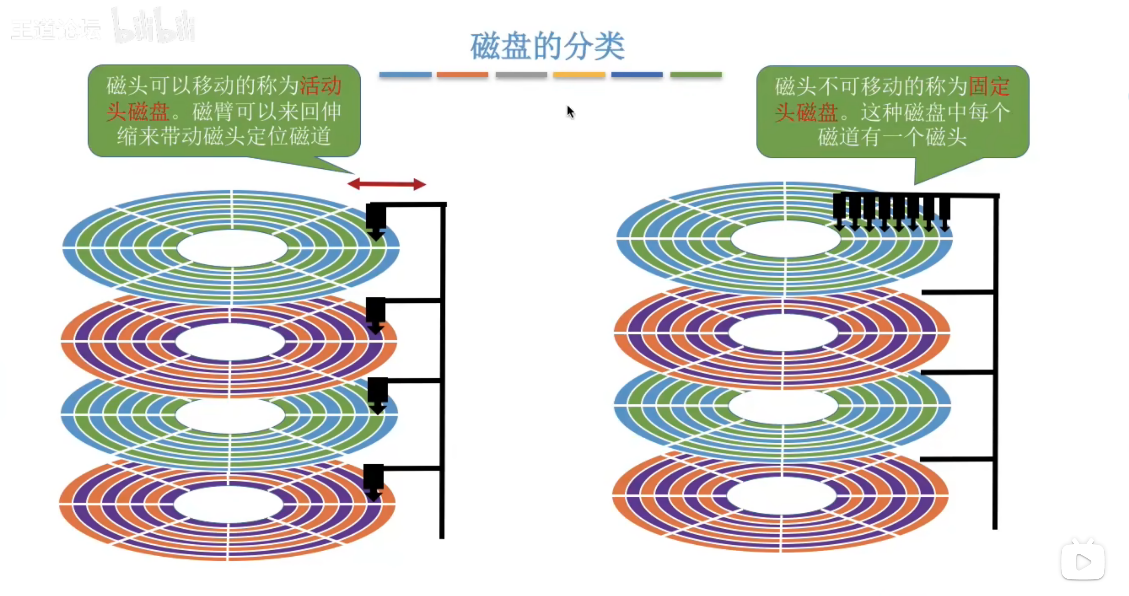 王道论坛 bilibili
磁盘的分类
磁头可以移动的称为活动
头磁盘。磁臂可以来回伸
缩来带动磁头定位磁道
磁头不可移动的称为固定
头磁盘。这种磁盘中每个
磁道有一个磁头